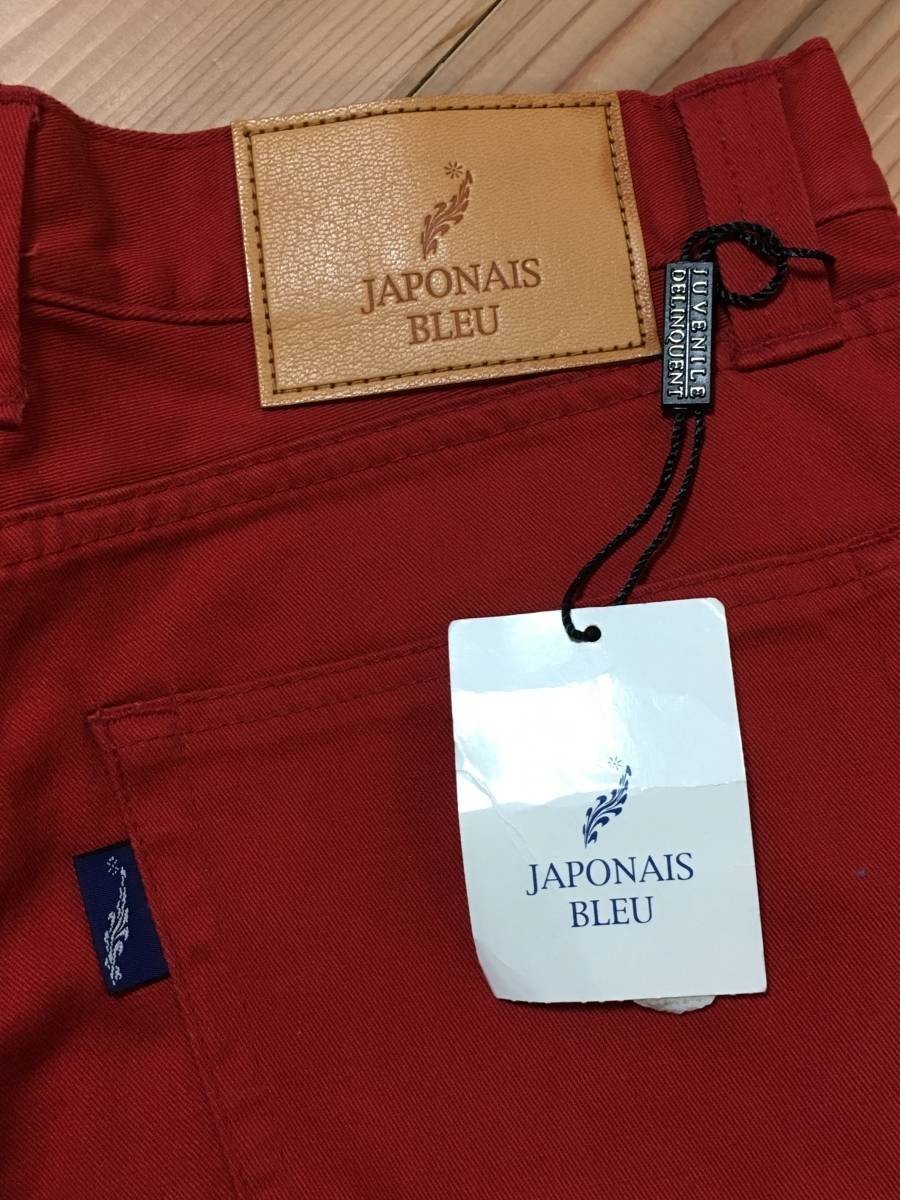 JAPONAIS
BLEU
JUVENILE
DELINQUENT
JAPONAIS
BLEU